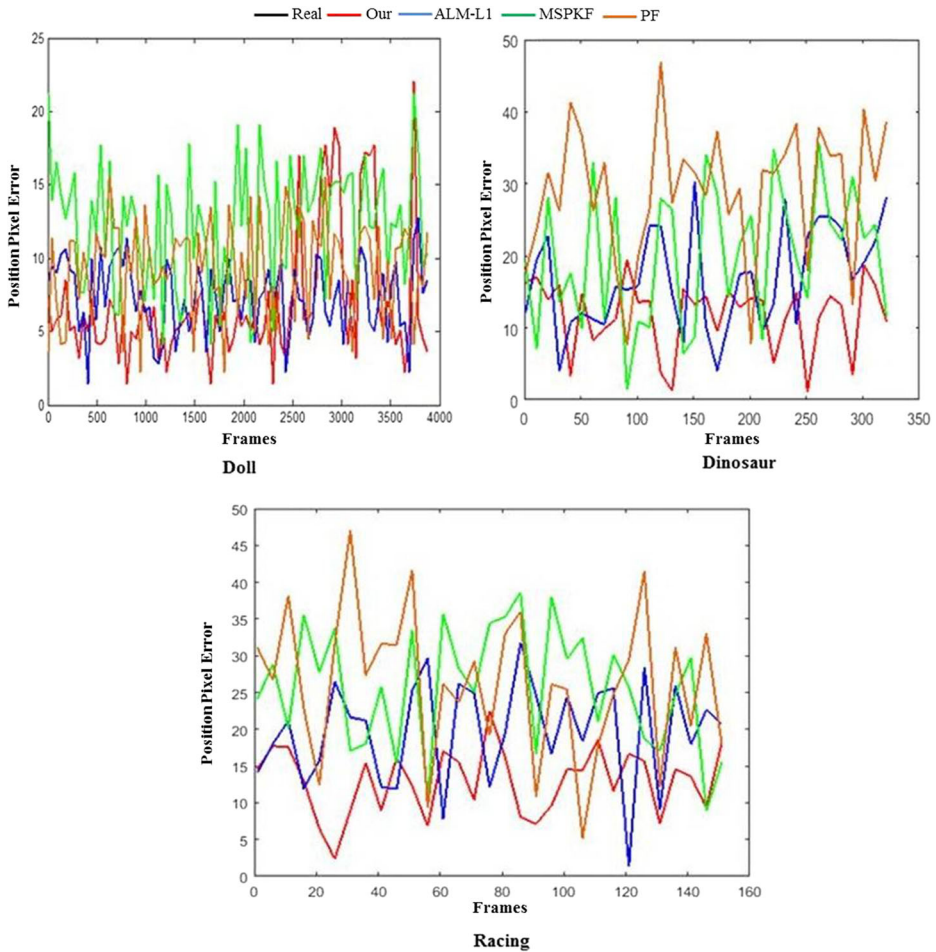 Real Our ALM-L1 MSPKF PF
25
20
15
10
5
0
Position Pixel Error
0 500 1000 1500 2000 2500 3000 3500 4000
Frames
Doll
50
40
30
20
10
0
Position Pixel Error
0 50 100 150 200 250 300 350
Frames
Dinosaur
50
45
40
35
30
25
20
15
10
5
0
Position Pixel Error
0 20 40 60 80 100 120 140 160
Frames
Racing